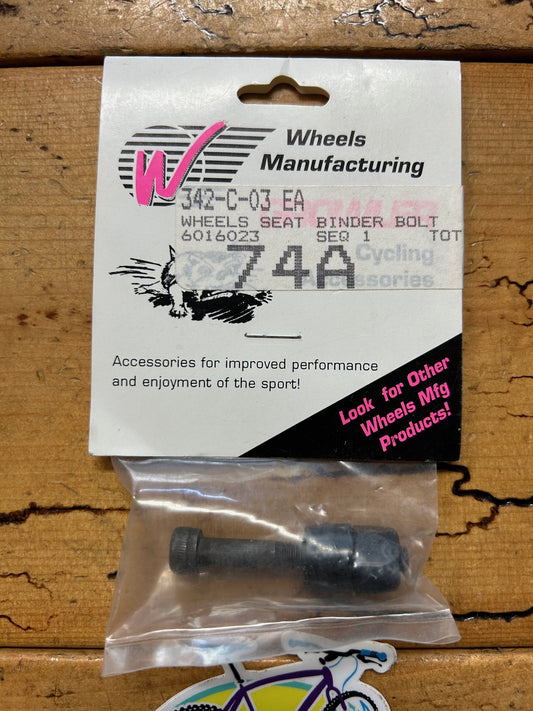 W
Wheels
Manufacturing
342-C-03 EA
PROWLER
WHEELS SEAT BINDER BOLT
6016023 SEQ 1 TOT
74A
Cycling
Accessories
Accessories for improved performance
and enjoyment of the sport!
Look for Other
Wheels Mfg
Products!